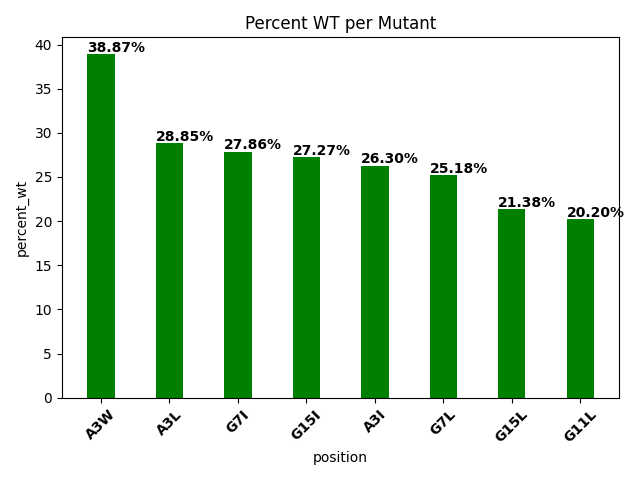 Percent WT per Mutant
percent_wt
40
35
30
25
20
15
10
5
0
38.87%
28.85%
27.86%
27.27%
26.30%
25.18%
21.38%
20.20%
A3W
A3L
G7I
G15I
A3I
G7L
G15L
G11L
position